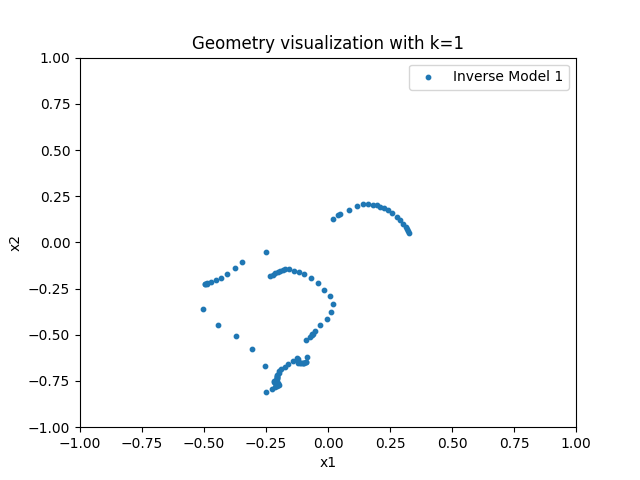 Geometry visualization with k=1
Inverse Model 1
1.00
0.75
0.50
0.25
0.00
−0.25
−0.50
−0.75
−1.00
x2
−1.00 −0.75 −0.50 −0.25 0.00 0.25 0.50 0.75 1.00
x1